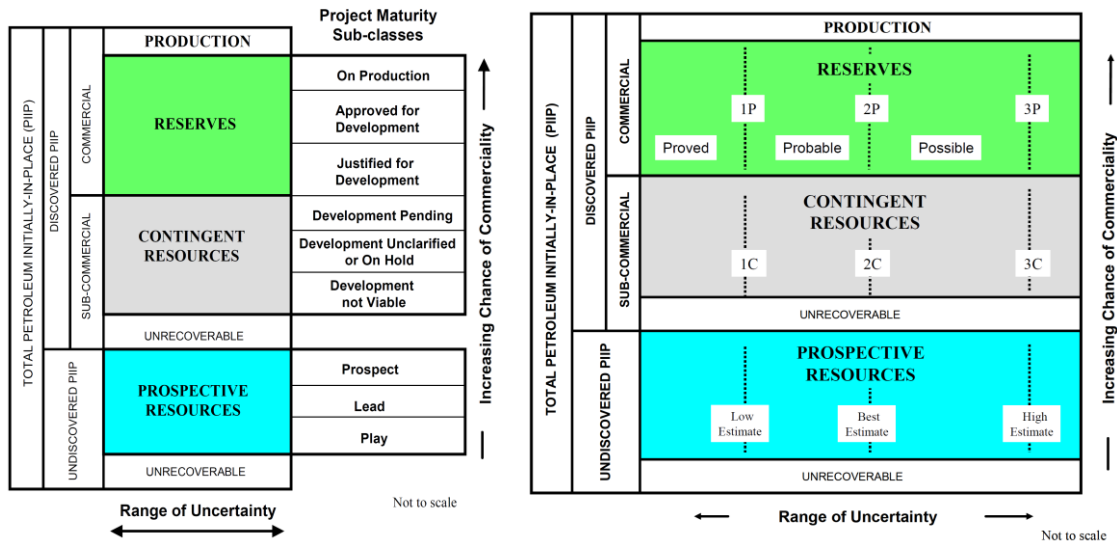 Project Maturity
Sub-classes
PRODUCTION
On Production
Approved for
Development
Justified for
Development
RESERVES
Development Pending
Development Unclarified
or On Hold
Development
not Viable
CONTINGENT
RESOURCES
UNRECOVERABLE
Prospect
Lead
Play
PROSPECTIVE
RESOURCES
UNRECOVERABLE
TOTAL PETROLEUM INITIALLY-IN-PLACE (PIIP)
DISCOVERED PIIP
COMMERCIAL
SUB-COMMERCIAL
UNDISCOVERED PIIP
Increasing Chance of Commerciality
Not to scale
Range of Uncertainty
PRODUCTION
RESERVES
1P
2P
3P
Proved
Probable
Possible
CONTINGENT
RESOURCES
1C
2C
3C
UNRECOVERABLE
PROSPECTIVE
RESOURCES
Low
Estimate
Best
Estimate
High
Estimate
UNRECOVERABLE
TOTAL PETROLEUM INITIALLY-IN-PLACE (PIIP)
DISCOVERED PIIP
COMMERCIAL
SUB-COMMERCIAL
UNDISCOVERED PIIP
Increasing Chance of Commerciality
Range of Uncertainty
Not to scale